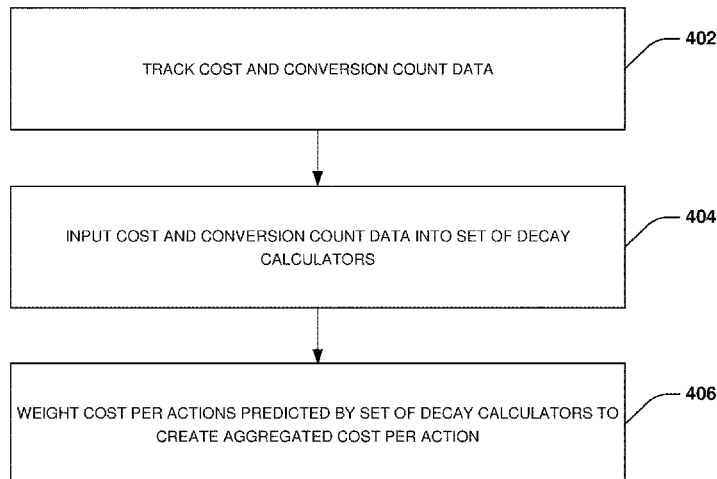 TRACK COST AND CONVERSION COUNT DATA
402
INPUT COST AND CONVERSION COUNT DATA INTO SET OF DECAY
CALCULATORS
404
WEIGHT COST PER ACTIONS PREDICTED BY SET OF DECAY CALCULATORS TO
CREATE AGGREGATED COST PER ACTION
406